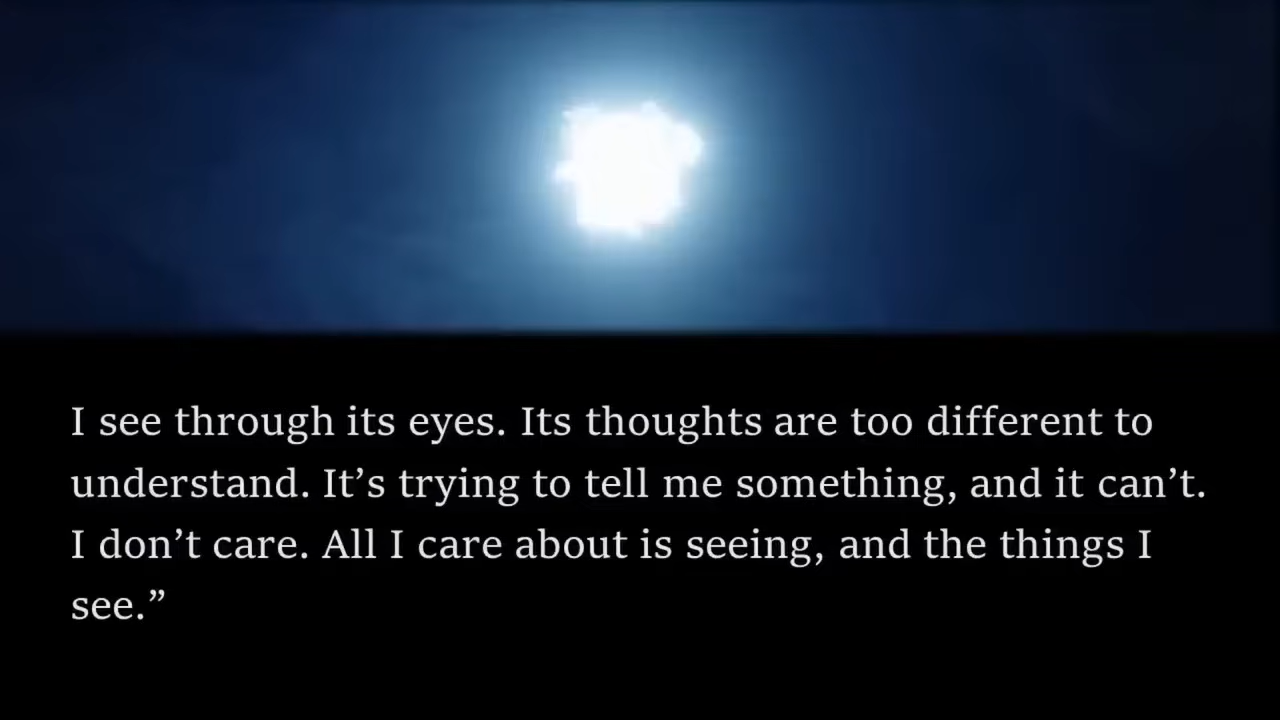 I see through its eyes. Its thoughts are too different to
understand. It’s trying to tell me something, and it can’t.
I don’t care. All I care about is seeing, and the things I
see.”